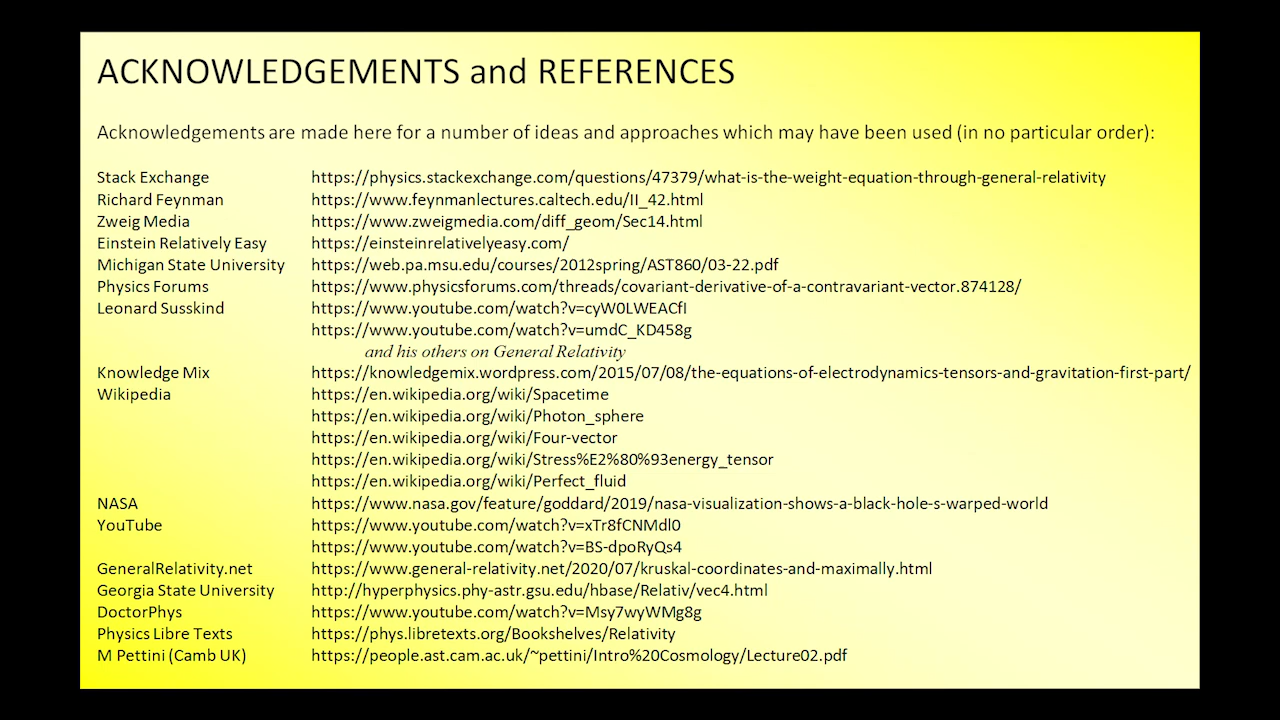 ACKNOWLEDGEMENTS and REFERENCES
Acknowledgements are made here for a number of ideas and approaches which may have been used (in no particular order):
Stack Exchange https://physics.stackexchange.com/questions/47379/what-is-the-weight-equation-through-general-relativity
Richard Feynman https://www.feynmanlectures.caltech.edu/II_42.html
Zweig Media https://www.zweigmedia.com/diff_geom/Sec14.html
Einstein Relatively Easy https://einsteinrelativelyeasy.com/
Michigan State University https://web.pa.msu.edu/courses/2012spring/AST860/03-22.pdf
Physics Forums https://www.physicsforums.com/threads/covariant-derivative-of-a-contravariant-vector.874128/
Leonard Susskind https://www.youtube.com/watch?v=cyW0LWEACfI
https://www.youtube.com/watch?v=umdC_KD458g
and his others on General Relativity
Knowledge Mix https://knowledgemix.wordpress.com/2015/07/08/the-equations-of-electrodynamics-tensors-and-gravitation-first-part/
Wikipedia https://en.wikipedia.org/wiki/Spacetime
https://en.wikipedia.org/wiki/Photon_sphere
https://en.wikipedia.org/wiki/Four-vector
https://en.wikipedia.org/wiki/Stress%E2%80%93energy_tensor
https://en.wikipedia.org/wiki/Perfect_fluid
NASA https://www.nasa.gov/feature/goddard/2019/nasa-visualization-shows-a-black-hole-s-warped-world
YouTube https://www.youtube.com/watch?v=xTr8fCNMdl0
https://www.youtube.com/watch?v=BS-dpoRyQs4
GeneralRelativity.net https://www.general-relativity.net/2020/07/kruskal-coordinates-and-maximally.html
Georgia State University http://hyperphysics.phy-astr.gsu.edu/hbase/Relativ/vec4.html
DoctorPhys https://www.youtube.com/watch?v=Msy7wyWMg8g
Physics Libre Texts https://phys.libretexts.org/Bookshelves/Relativity
M Pettini (Camb UK) https://people.ast.cam.ac.uk/~pettini/Intro%20Cosmology/Lecture02.pdf